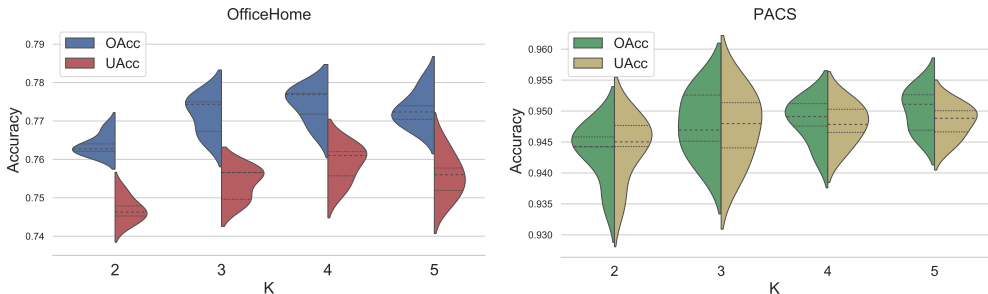 OfficeHome
0.79
0.78
0.77
0.76
0.75
0.74
Accuracy
OAcc
UAcc
2 3 4 5
K
PACS
0.960
0.955
0.950
0.945
0.940
0.935
0.930
Accuracy
OAcc
UAcc
2 3 4 5
K